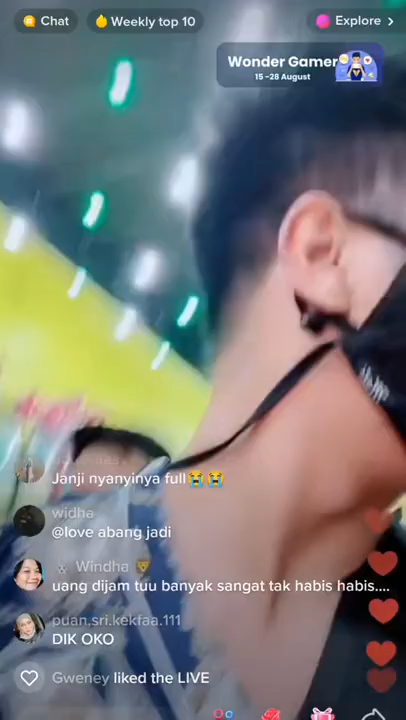 Chat
Weekly top 10
Explore >
Wonder Gamer
15 -28 August
Janji nyanyinya full😭😭
widha
@love abang jadi
Windha
uang dijam tuu banyak sangat tak habis habis....
puan.sri.kekfaa.111
DIK OKO
Gweney liked the LIVE